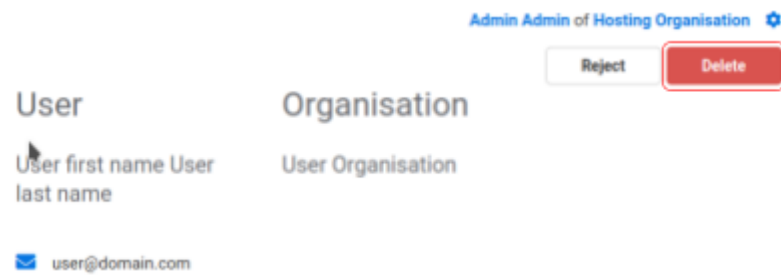 Admin Admin of Hosting Organisation
Reject Delete
User Organisation
User first name User User Organisation
last name
user@domain.com